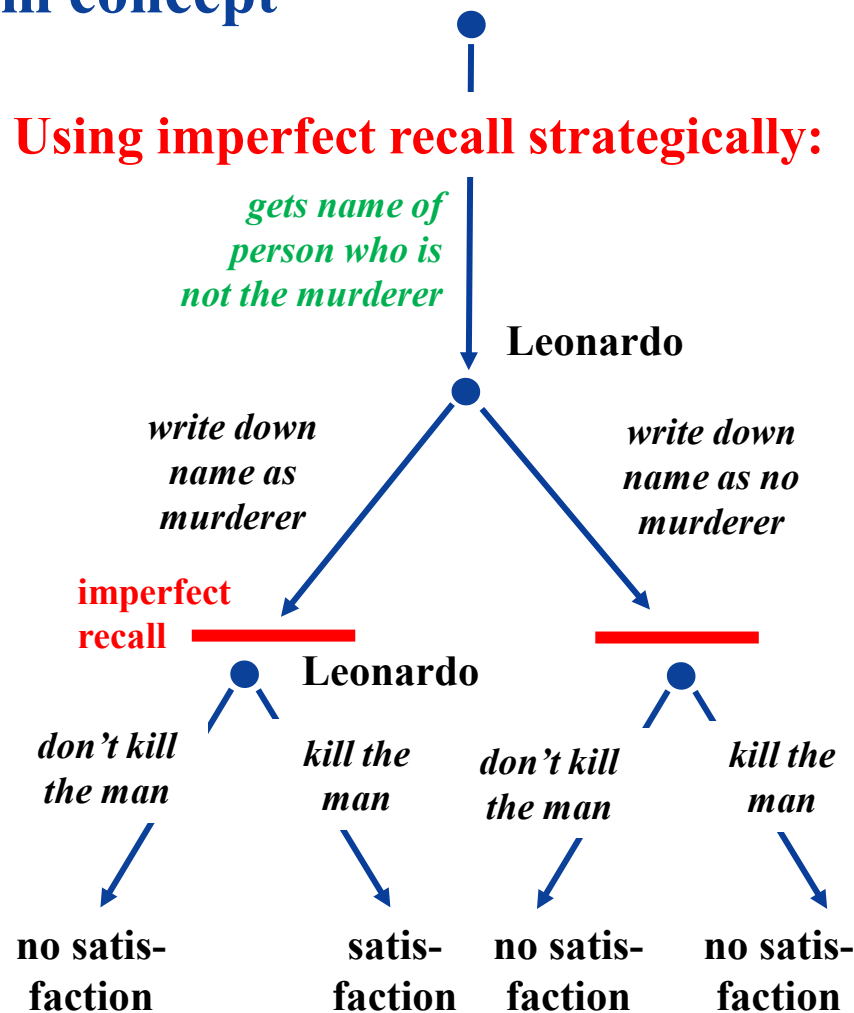 in concept
Using imperfect recall strategically:
gets name of
person who is
not the murderer
Leonardo
write down
name as
murderer
write down
name as no
murderer
imperfect
recall
Leonardo
don't kill
the man
kill the
man
don't kill
the man
kill the
man
no satis-
faction
satis-
faction
no satis-
faction
no satis-
faction